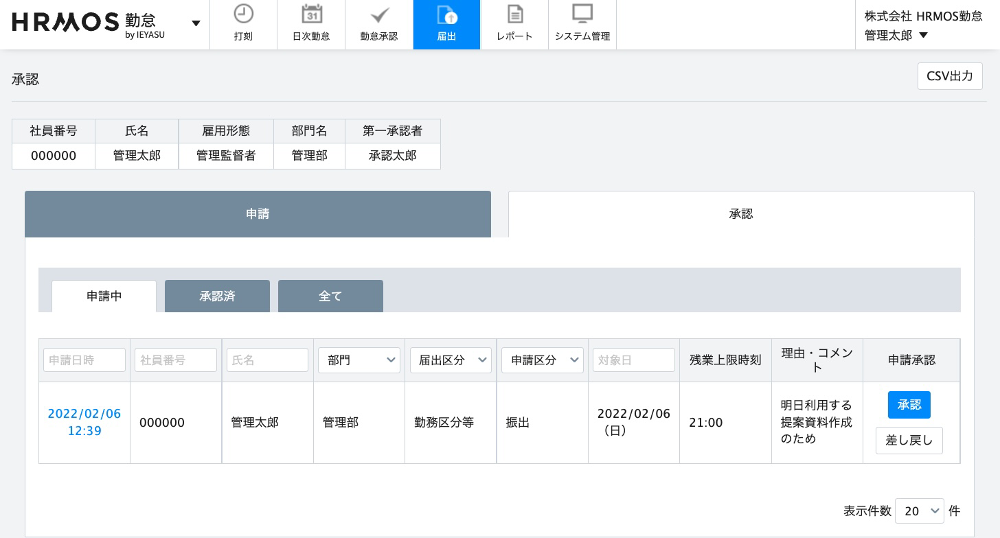 HRMOS 勤怠
by IEYASU
打刻
31
日次勤怠
勤怠承認
届出
レポート
システム管理
株式会社 HRMOS勤怠
管理太郎
承認
CSV出力
社員番号 氏名 雇用形態 部門名 第一承認者
000000 管理太郎 管理監督者 管理部 承認太郎
申請 承認
申請中 承認済 全て
申請日時 社員番号 氏名 部門 届出区分 申請区分 対象日 残業上限時刻 理由・コメン
ト 申請承認
2022/02/06
12:39
000000 管理太郎 管理部 勤務区分等 振出
2022/02/06
（日）
21:00
明日利用する
提案資料作成
のため
承認
差し戻し
表示件数 20 件